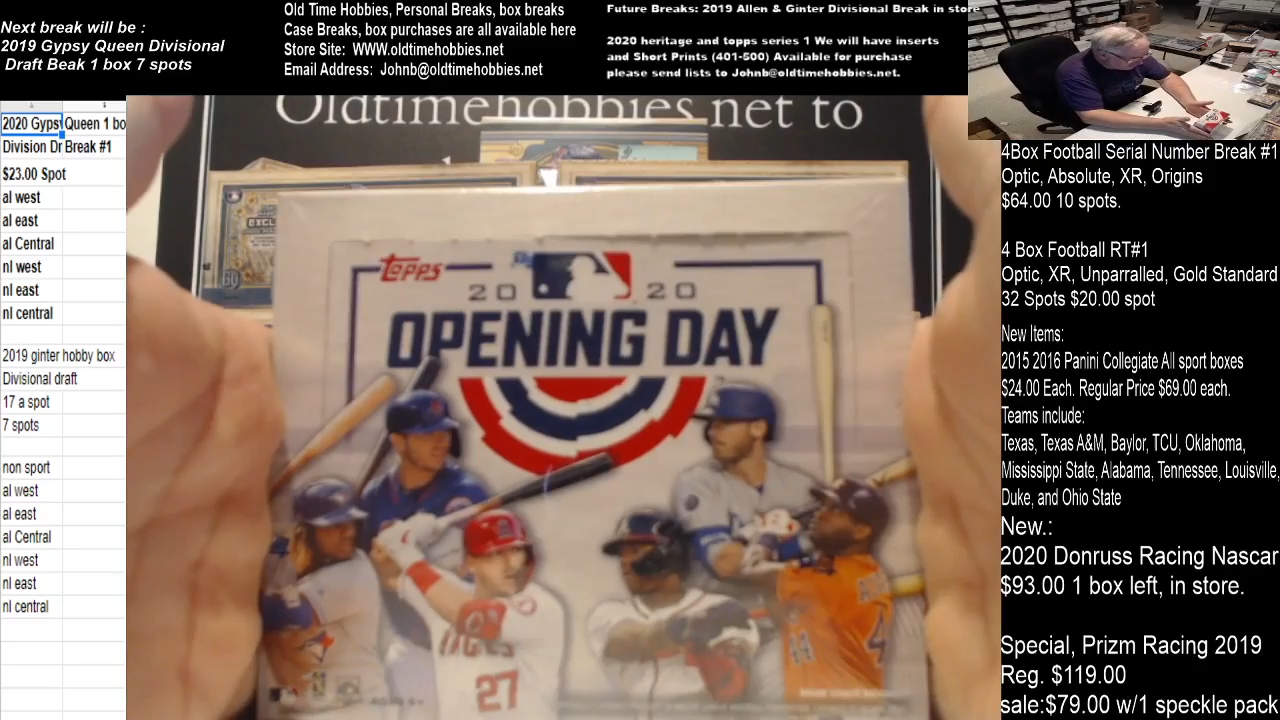 Next break will be :
2019 Gypsy Queen Divisional
Draft Beak 1 box 7 spots
Old Time Hobbies, Personal Breaks, box breaks
Case Breaks, box purchases are all available here
Store Site: WWW.oldtimehobbies.net
Email Address: Johnb@oldtimehobbies.net
Future Breaks: 2019 Allen & Ginter Divisional Break in store
2020 heritage and topps series 1 We will have inserts
and Short Prints (401-500) Available for purchase
please send lists to Johnb@oldtimehobbies.net.
2020 Gypsy Queen 1 bo
Division Dr Break #1
$23.00 Spot
al west
al east
al Central
nl west
nl east
nl central
2019 ginter hobby box
Divisional draft
17 a spot
7 spots
non sport
al west
al east
al Central
nl west
nl east
nl central
Oldtimehobbies.net to
Topps
20 20
OPENING DAY
27
44
4Box Football Serial Number Break #1
Optic, Absolute, XR, Origins
$64.00 10 spots.
4 Box Football RT#1
Optic, XR, Unparralled, Gold Standard
32 Spots $20.00 spot
New Items:
2015 2016 Panini Collegiate All sport boxes
$24.00 Each. Regular Price $69.00 each.
Teams include:
Texas, Texas A&M, Baylor, TCU, Oklahoma,
Mississippi State, Alabama, Tennessee, Louisville,
Duke, and Ohio State
New.:
2020 Donruss Racing Nascar
$93.00 1 box left, in store.
Special, Prizm Racing 2019
Reg. $119.00
sale:$79.00 w/1 speckle pack